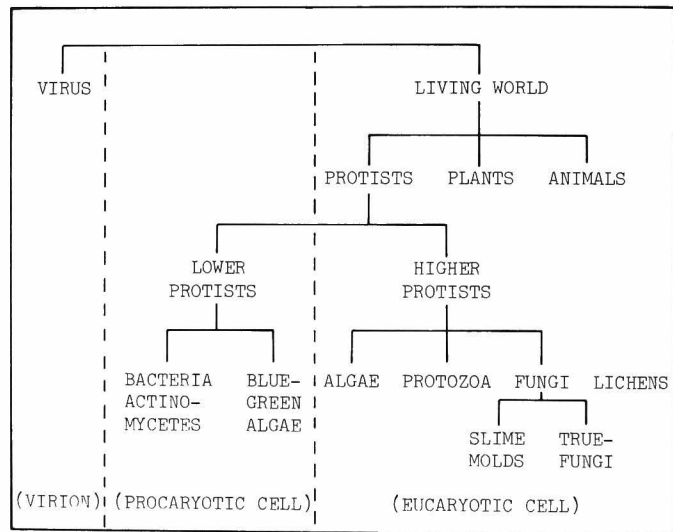 VIRUS
LIVING WORLD
PROTISTS PLANTS ANIMALS
LOWER
PROTISTS
HIGHER
PROTISTS
BACTERIA
ACTINO-
MYCETES
BLUE-
GREEN
ALGAE
ALGAE PROTOZOA FUNGI LICHENS
SLIME
MOLDS
TRUE-
FUNGI
(VIRION) (PROCARYOTIC CELL) (EUCARYOTIC CELL)